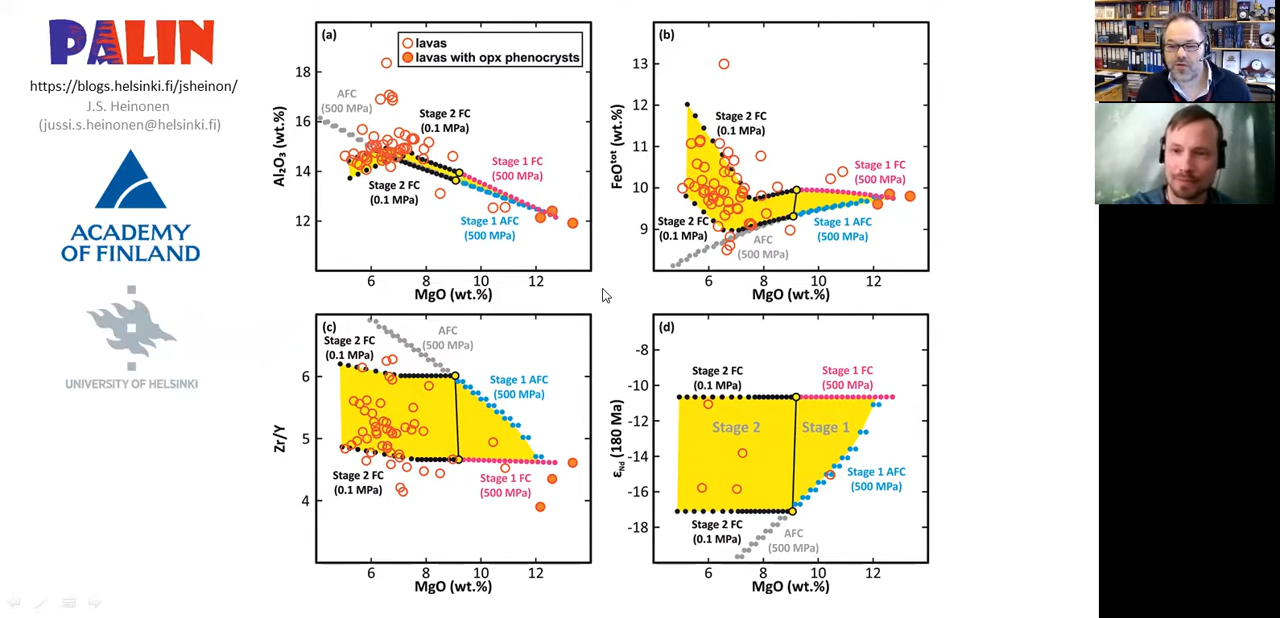 PALIN
https://blogs.helsinki.fi/jsheinon/
J.S. Heinonen
(jussi.s.heinonen@helsinki.fi)
ACADEMY
OF FINLAND
UNIVERSITY OF HELSINKI
(a)
lavas
lavas with opx phenocrysts
AFC
(500 MPa)
Stage 2 FC
(0.1 MPa)
Stage 1 FC
(500 MPa)
Stage 2 FC
(0.1 MPa)
Stage 1 AFC
(500 MPa)
Al₂O₃ (wt.%)
18
16
14
12
6
8
10
12
MgO (wt.%)
(b)
Stage 2 FC
(0.1 MPa)
Stage 1 FC
(500 MPa)
Stage 2 FC
(0.1 MPa)
AFC
(500 MPa)
Stage 1 AFC
(500 MPa)
FeOᵗᵒᵗ (wt.%)
13
12
11
10
9
6
8
10
12
MgO (wt.%)
(c)
Stage 2 FC
(0.1 MPa)
AFC
(500 MPa)
Stage 1 AFC
(500 MPa)
Stage 2 FC
(0.1 MPa)
Stage 1 FC
(500 MPa)
Zr/Y
6
5
4
6
8
10
12
MgO (wt.%)
(d)
Stage 2 FC
(0.1 MPa)
Stage 1 FC
(500 MPa)
Stage 2
Stage 1
Stage 1 AFC
(500 MPa)
Stage 2 FC
(0.1 MPa)
AFC
(500 MPa)
εNd (180 Ma)
-8
-10
-12
-14
-16
-18
6
8
10
12
MgO (wt.%)